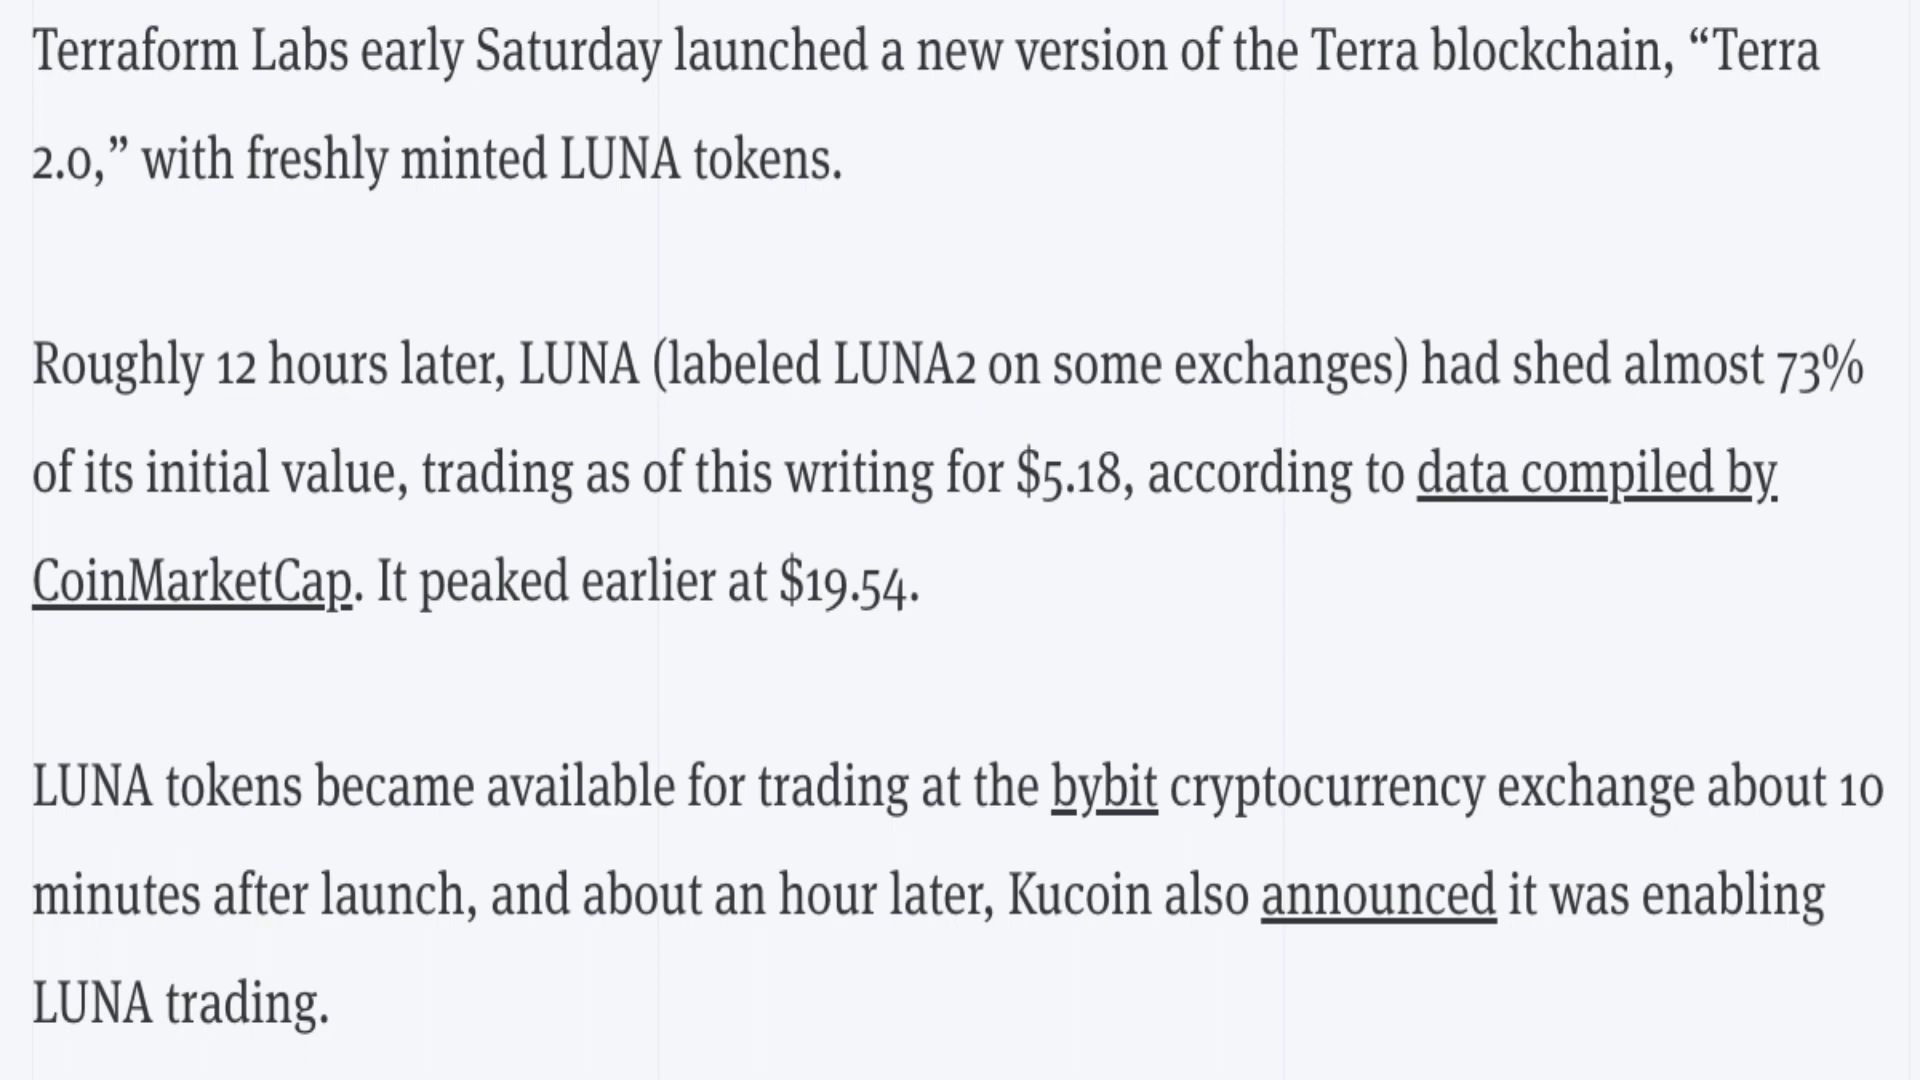 Terraform Labs early Saturday launched a new version of the Terra blockchain, “Terra
2.0,” with freshly minted LUNA tokens.
Roughly 12 hours later, LUNA (labeled LUNA2 on some exchanges) had shed almost 73%
of its initial value, trading as of this writing for $5.18, according to data compiled by
CoinMarketCap. It peaked earlier at $19.54.
LUNA tokens became available for trading at the bybit cryptocurrency exchange about 10
minutes after launch, and about an hour later, Kucoin also announced it was enabling
LUNA trading.